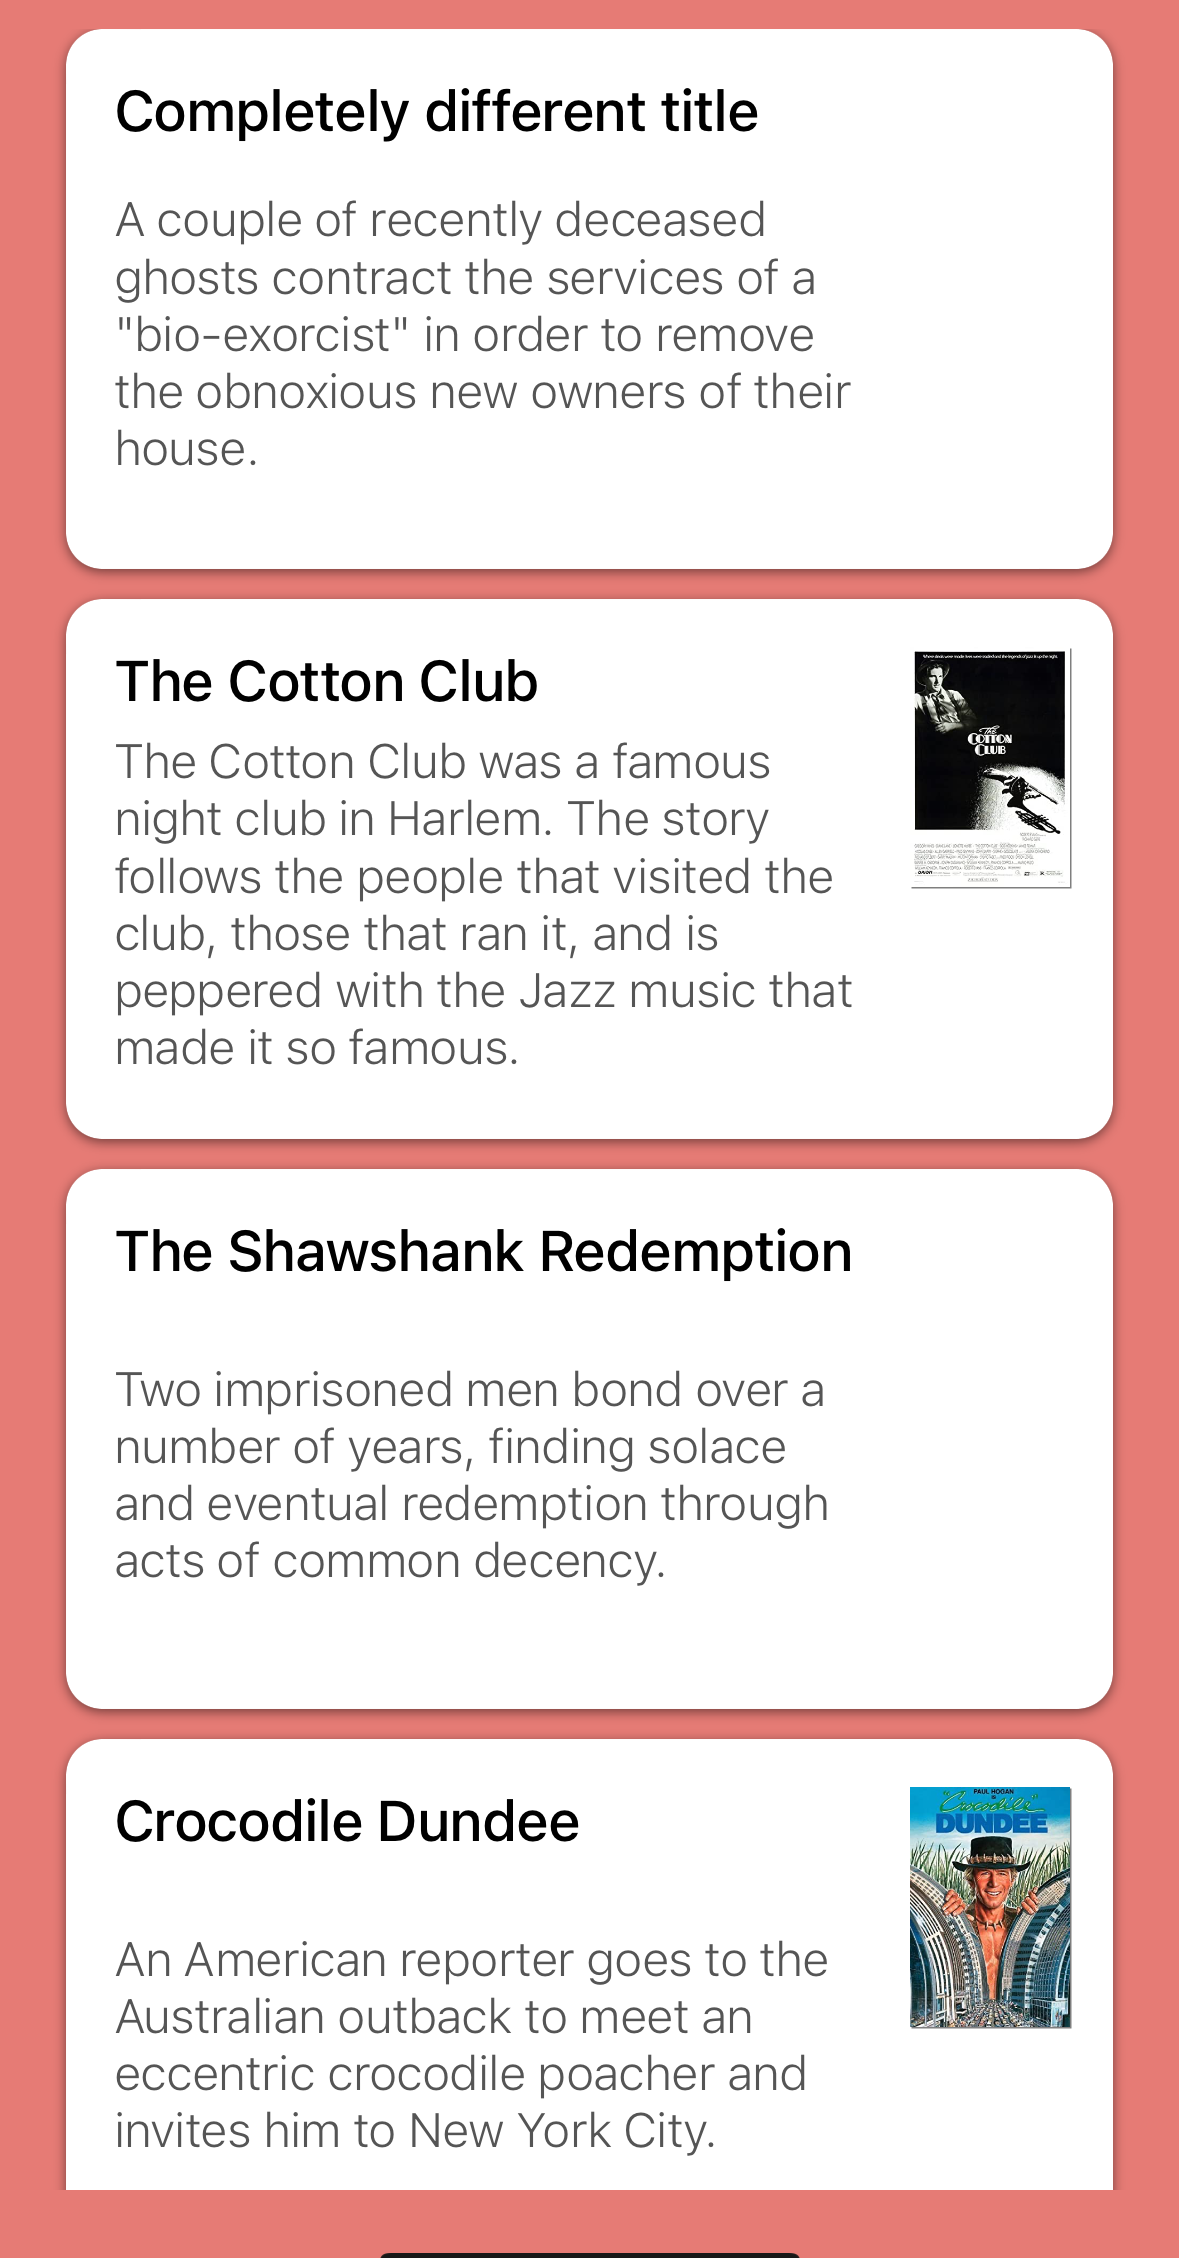 Completely different title
A couple of recently deceased
ghosts contract the services of a
"bio-exorcist" in order to remove
the obnoxious new owners of their
house.
The Cotton Club
The Cotton Club was a famous
night club in Harlem. The story
follows the people that visited the
club, those that ran it, and is
peppered with the Jazz music that
made it so famous.
The
COTTON
CLUB
ORION
The Shawshank Redemption
Two imprisoned men bond over a
number of years, finding solace
and eventual redemption through
acts of common decency.
Crocodile Dundee
An American reporter goes to the
Australian outback to meet an
eccentric crocodile poacher and
invites him to New York City.
PAUL HOGAN
"Crocodile"
DUNDEE